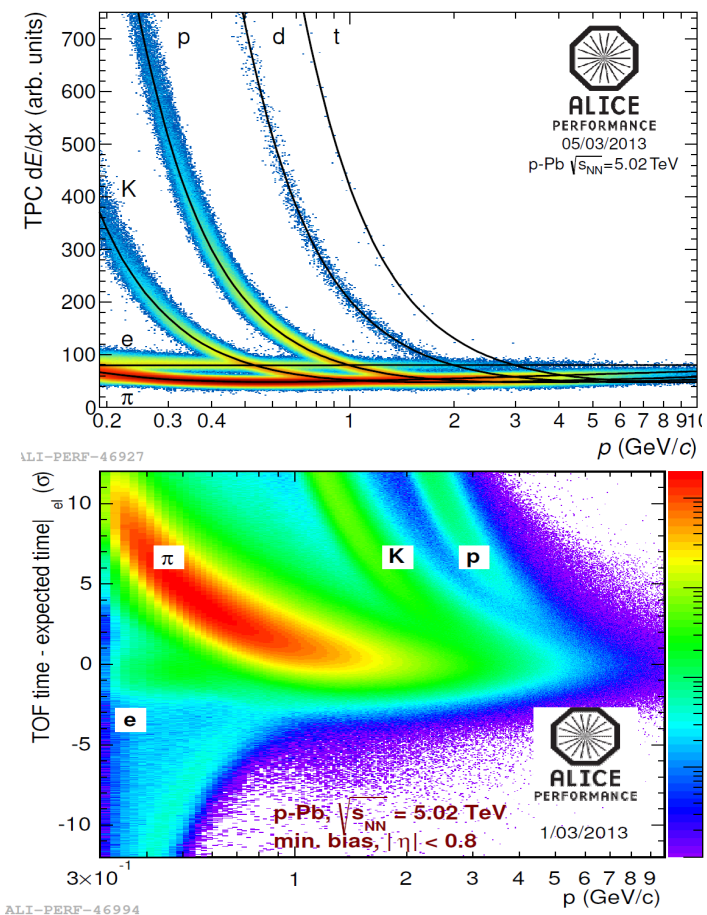 700
600
500
400
300
200
100
0
TPC dE/dx (arb. units)
p
d
t
K
e
π
ALICE
PERFORMANCE
05/03/2013
p-Pb √sNN=5.02 TeV
0.2 0.3 0.4 1 2 3 4 5 6 7 8 910
p (GeV/c)
ALI-PERF-46927
10
5
0
-5
-10
TOF time - expected time|el (σ)
π
K
p
e
ALICE
PERFORMANCE
p-Pb, √sNN = 5.02 TeV
min. bias, |η| < 0.8
1/03/2013
3×10-1 1 2 3 4 5 6 7 8 9
p (GeV/c)
ALI-PERF-46994